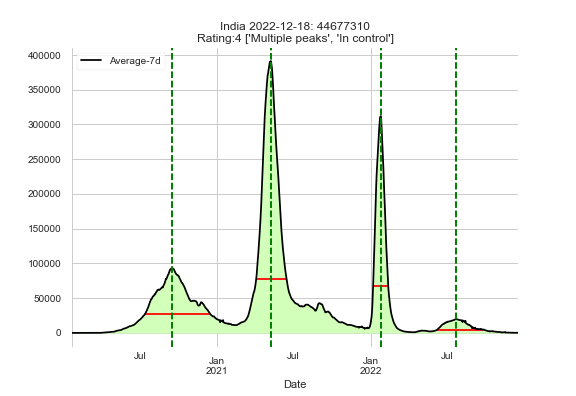 India 2022-12-18: 44677310
Rating:4 ['Multiple peaks', 'In control']
Average-7d
400000
350000
300000
250000
200000
150000
100000
50000
0
Jul
Jan
2021
Jul
Jan
2022
Jul
Date